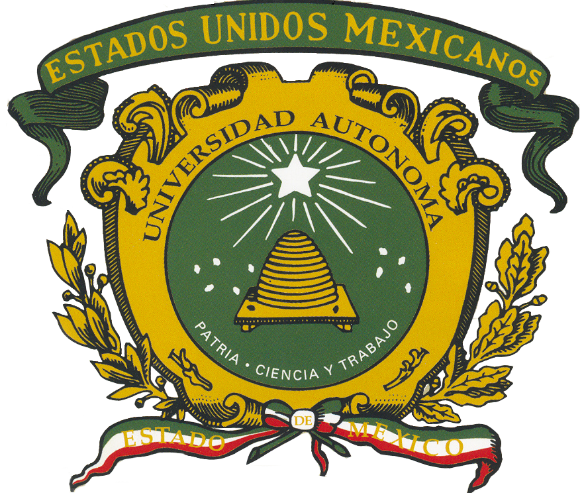 ESTADOS UNIDOS MEXICANOS
UNIVERSIDAD AUTONOMA
PATRIA • CIENCIA Y TRABAJO
ESTADO DE MEXICO